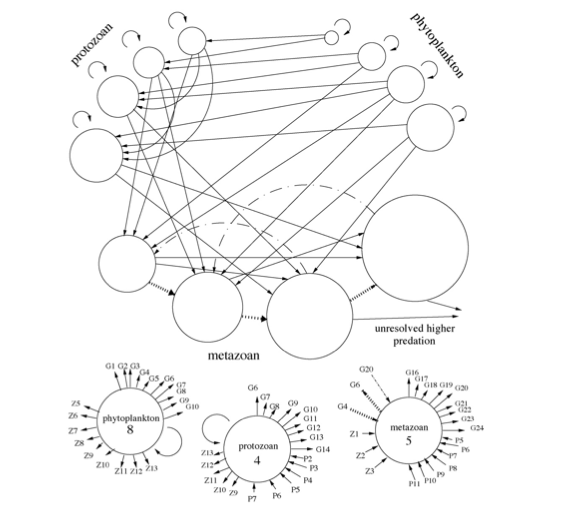 protozoan
phytoplankton
metazoan
unresolved higher
predation
G1 G2 G3
G4
G5 G6
G7
G8
G9
G10
Z5
Z6
Z7
Z8
Z9
Z10
Z11 Z12 Z13
phytoplankton
8
G6
G7
G8
G9
G10
G11
G12
G13
G14
P2
P3
P4
P5
P6
P7
Z9
Z10
Z11
Z12
Z13
protozoan
4
G20
G6
G4
Z1
Z2
Z3
G16
G17
G18 G19 G20
G21
G22
G23
G24
P5
P6
P7
P8
P9
P10
P11
metazoan
5